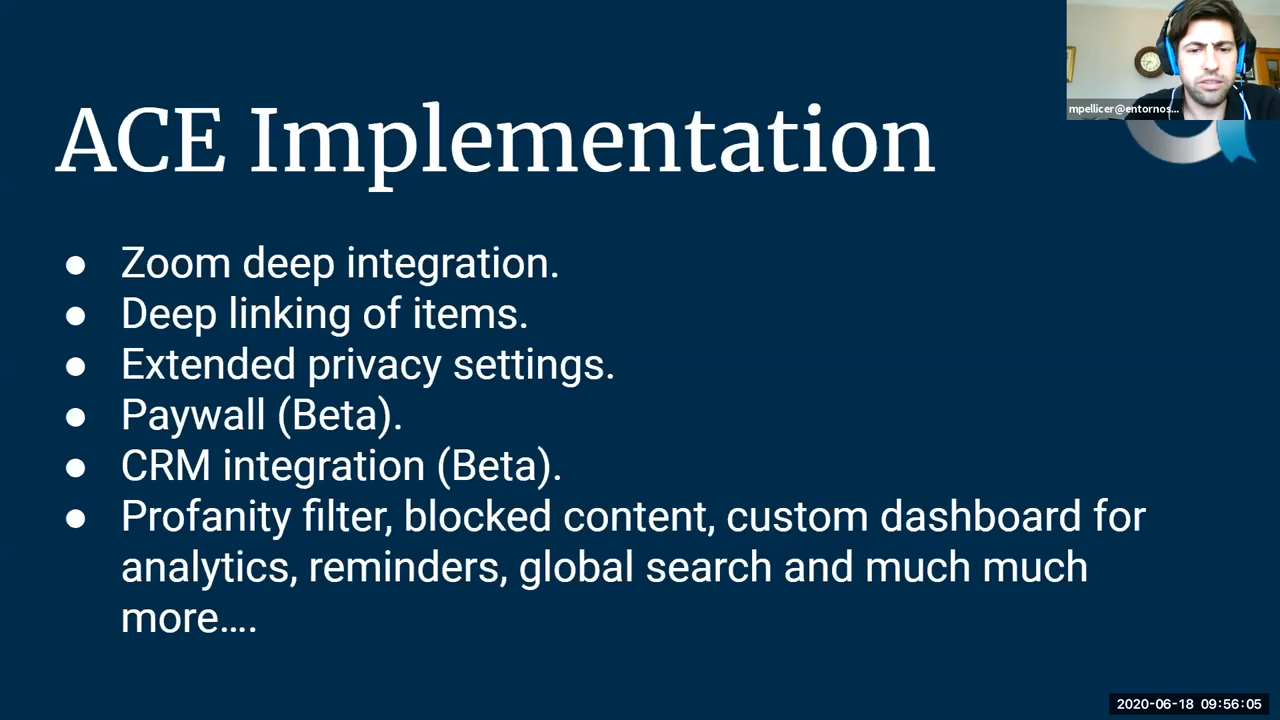 ACE Implementation
mpellicer@entornos...
● Zoom deep integration.
● Deep linking of items.
● Extended privacy settings.
● Paywall (Beta).
● CRM integration (Beta).
● Profanity filter, blocked content, custom dashboard for
analytics, reminders, global search and much much
more....
2020-06-18 09:56:05